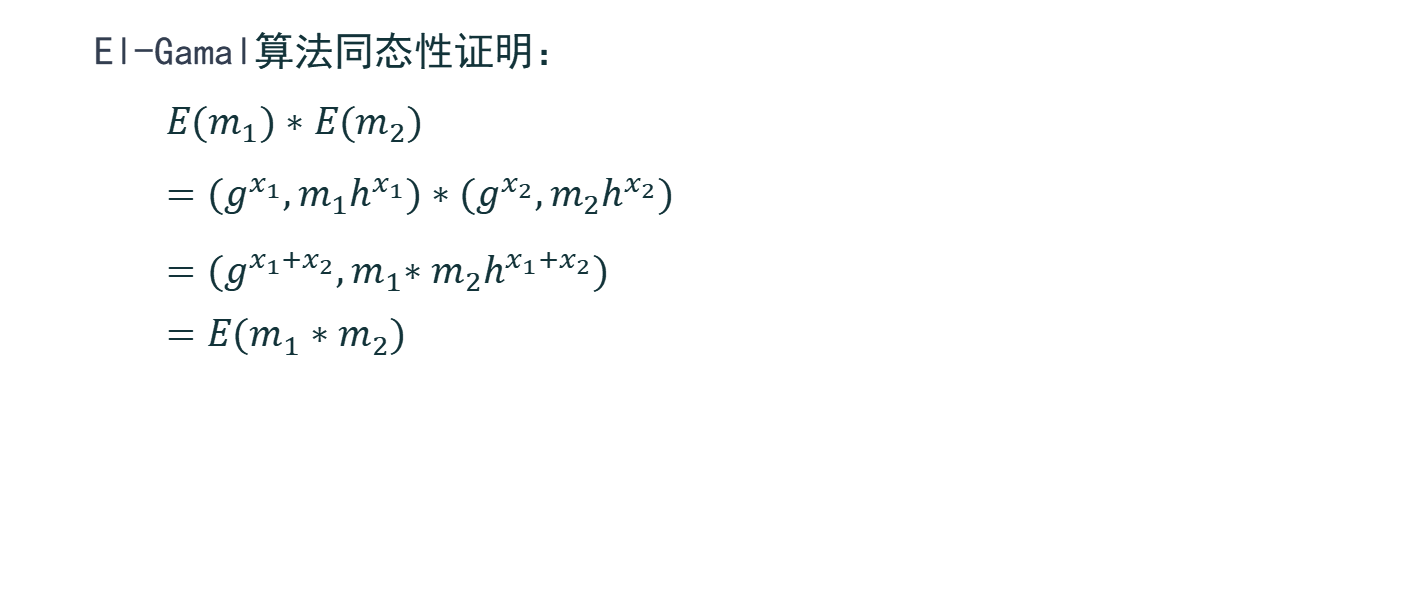 El-Gamal算法同态性证明：
E(m₁) ∗ E(m₂)
= (g^{x₁}, m₁h^{x₁}) ∗ (g^{x₂}, m₂h^{x₂})
= (g^{x₁+x₂}, m₁∗ m₂h^{x₁+x₂})
= E(m₁ ∗ m₂)